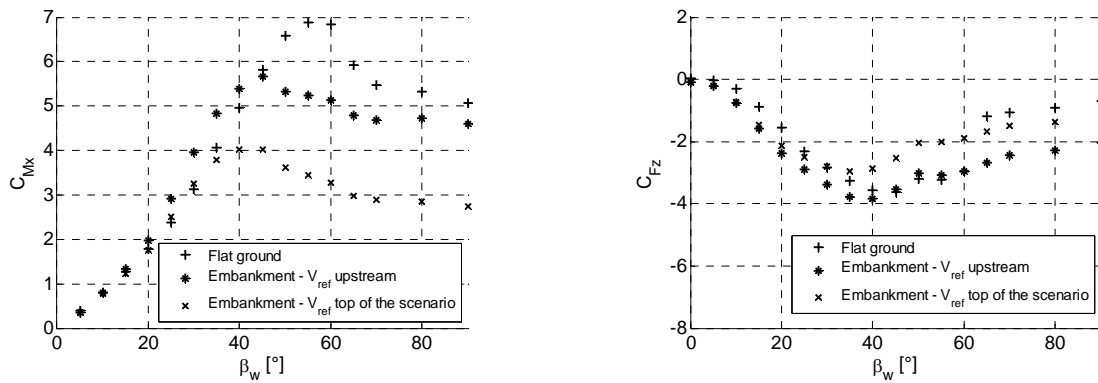 7
6
5
4
3
2
1
0
C_Mx
0 20 40 60 80
β_w [°]
Flat ground
Embankment - V_ref upstream
Embankment - V_ref top of the scenario
2
0
-2
-4
-6
-8
C_Fz
0 20 40 60 80
β_w [°]
Flat ground
Embankment - V_ref upstream
Embankment - V_ref top of the scenario